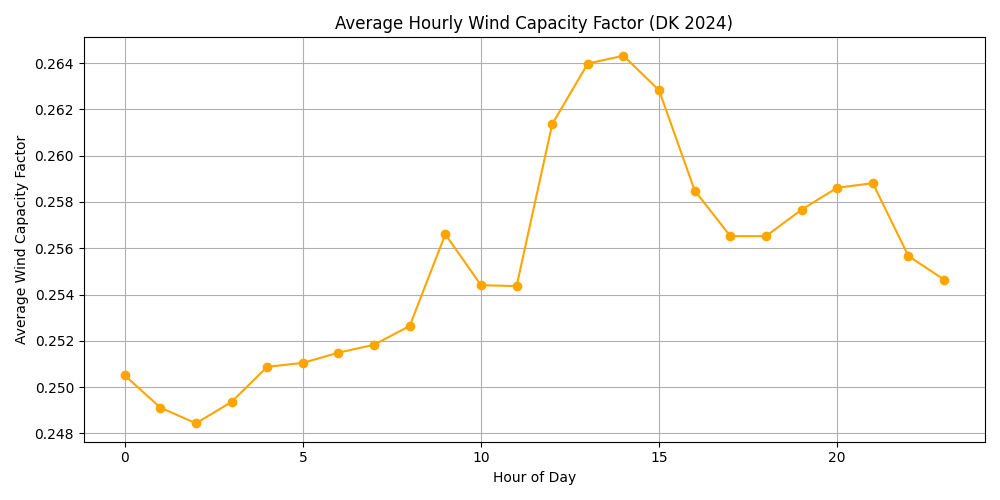 Average Hourly Wind Capacity Factor (DK 2024)
Average Wind Capacity Factor
0.264
0.262
0.260
0.258
0.256
0.254
0.252
0.250
0.248
0 5 10 15 20
Hour of Day